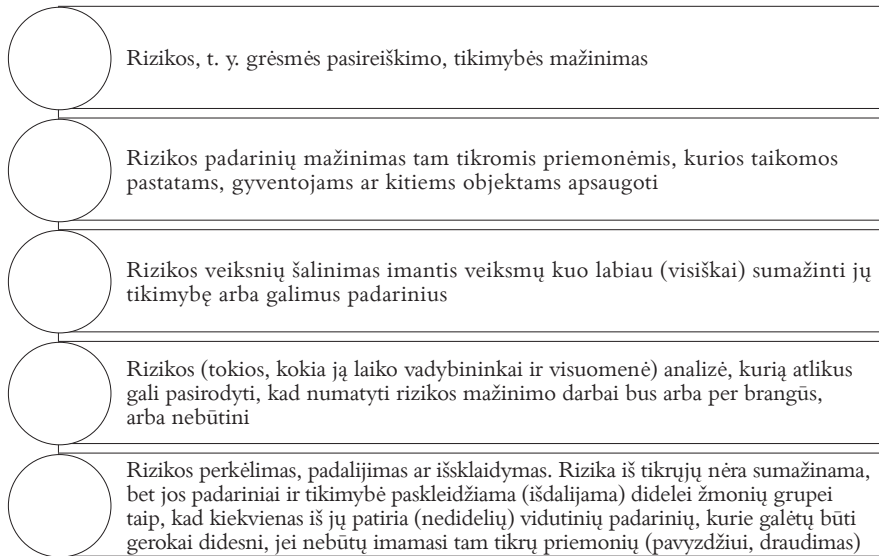 Rizikos, t. y. grėsmės pasireiškimo, tikimybės mažinimas
Rizikos padarinių mažinimas tam tikromis priemonėmis, kurios taikomos
pastatams, gyventojams ar kitiems objektams apsaugoti
Rizikos veiksnių šalinimas imantis veiksmų kuo labiau (visiškai) sumažinti jų
tikimybę arba galimus padarinius
Rizikos (tokios, kokia ją laiko vadybininkai ir visuomenė) analizė, kurią atlikus
gali pasirodyti, kad numatyti rizikos mažinimo darbai bus arba per brangūs,
arba nebūtini
Rizikos perkėlimas, padalijimas ar išsklaidymas. Rizika iš tikrųjų nėra sumažinama,
bet jos padariniai ir tikimybė paskleidžiama (išdalijama) didelei žmonių grupei
taip, kad kiekvienas iš jų patiria (nedidelių) vidutinių padarinių, kurie galėtų būti
gerokai didesni, jei nebūtų imamasi tam tikrų priemonių (pavyzdžiui, draudimas)